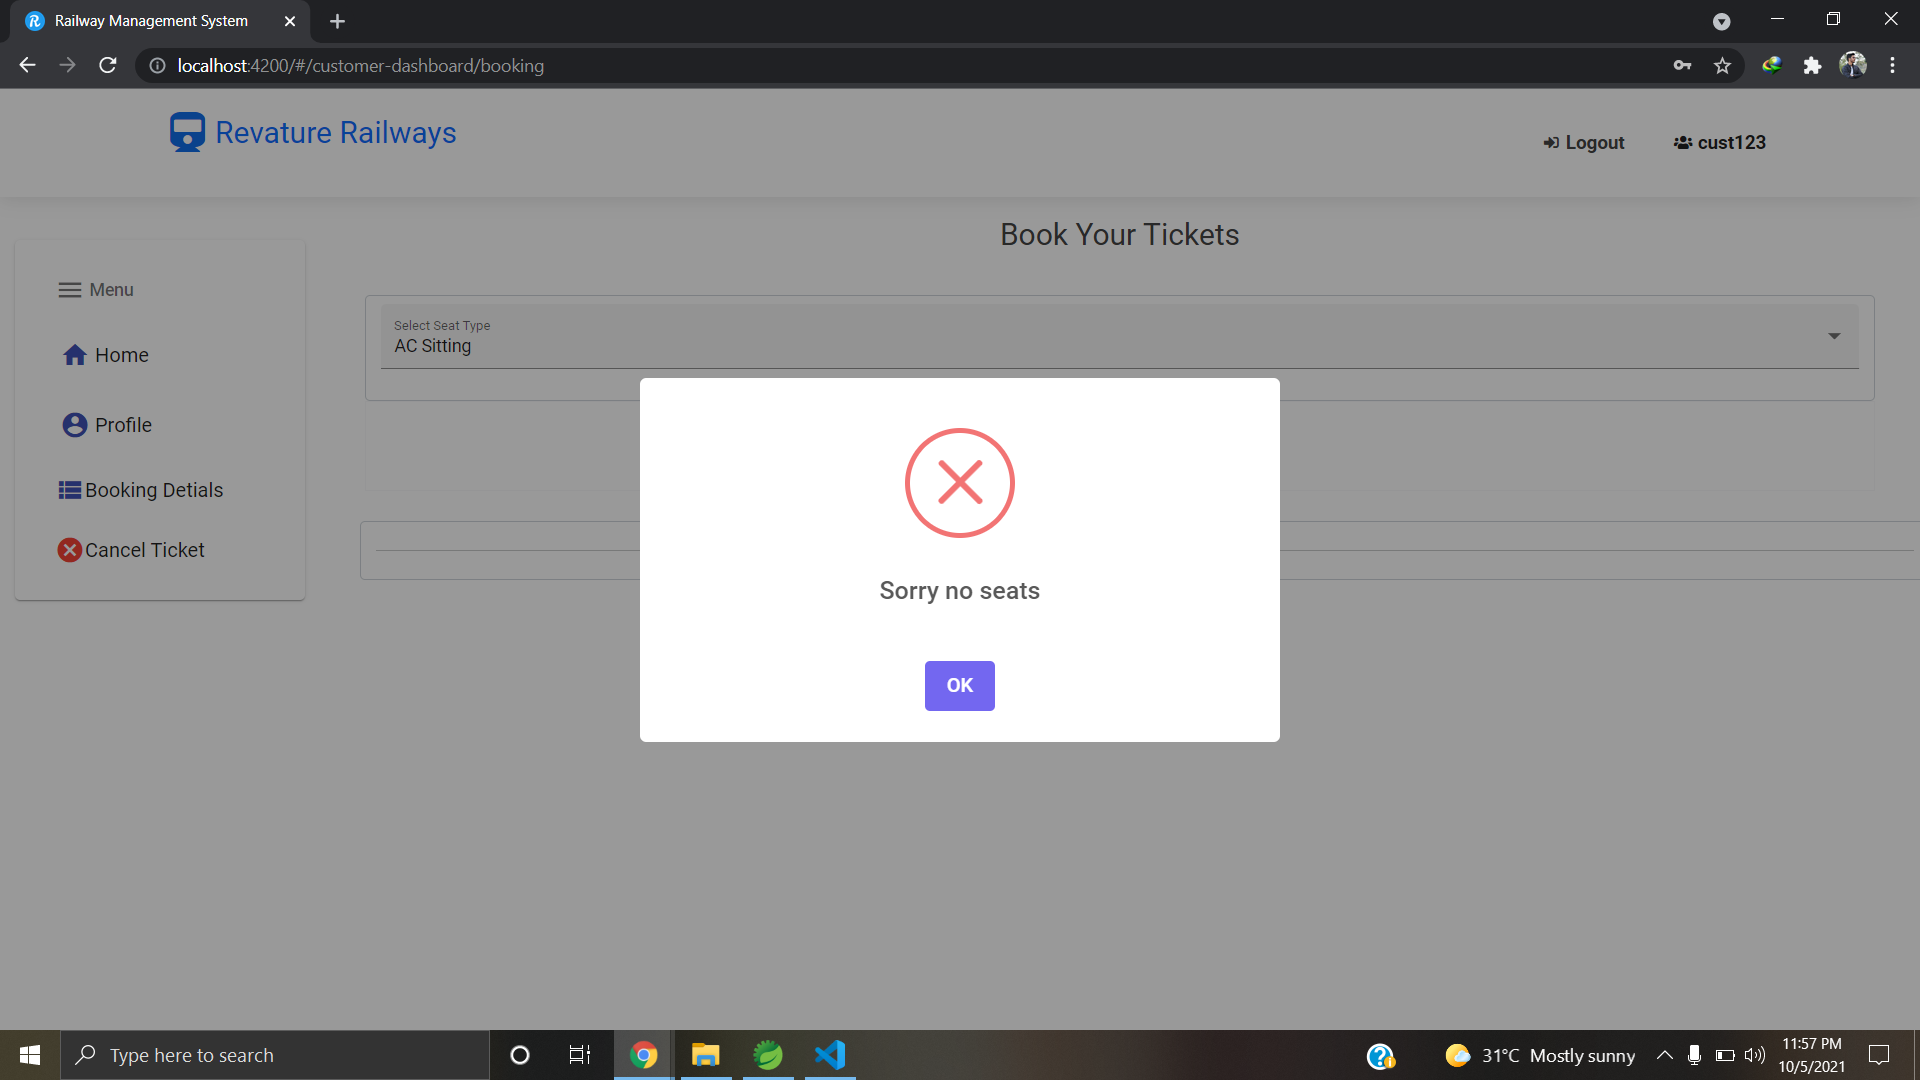 Railway Management System
localhost:4200/#/customer-dashboard/booking
Revature Railways
Logout
cust123
Book Your Tickets
Menu
Home
Profile
Booking Detials
Cancel Ticket
Select Seat Type
AC Sitting
Sorry no seats
OK
Type here to search
31°C Mostly sunny
11:57 PM
10/5/2021